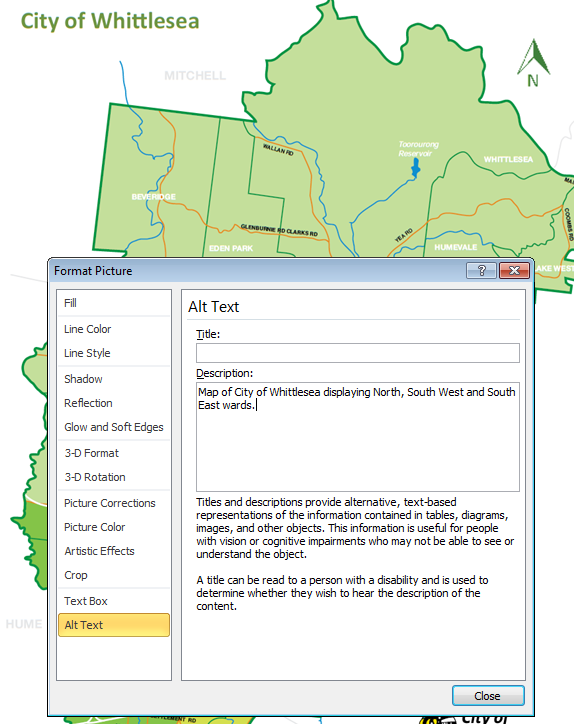 City of Whittlesea
MITCHELL
N
WALLAN RD
Toorourong
Reservoir
WHITTLESEA
BEVERIDGE
COOMBS RD
GLENBURNIE RD CLARKS RD
YEA RD
EDEN PARK
HUMEVALE
LAKE WEST
Format Picture
?
Fill
Line Color
Line Style
Shadow
Reflection
Glow and Soft Edges
3-D Format
3-D Rotation
Picture Corrections
Picture Color
Artistic Effects
Crop
Text Box
Alt Text
Alt Text
Title:
Description:
Map of City of Whittlesea displaying North, South West and South
East wards.
Titles and descriptions provide alternative, text-based
representations of the information contained in tables, diagrams,
images, and other objects. This information is useful for people
with vision or cognitive impairments who may not be able to see or
understand the object.
A title can be read to a person with a disability and is used to
determine whether they wish to hear the description of the
content.
Close
HUME
City of